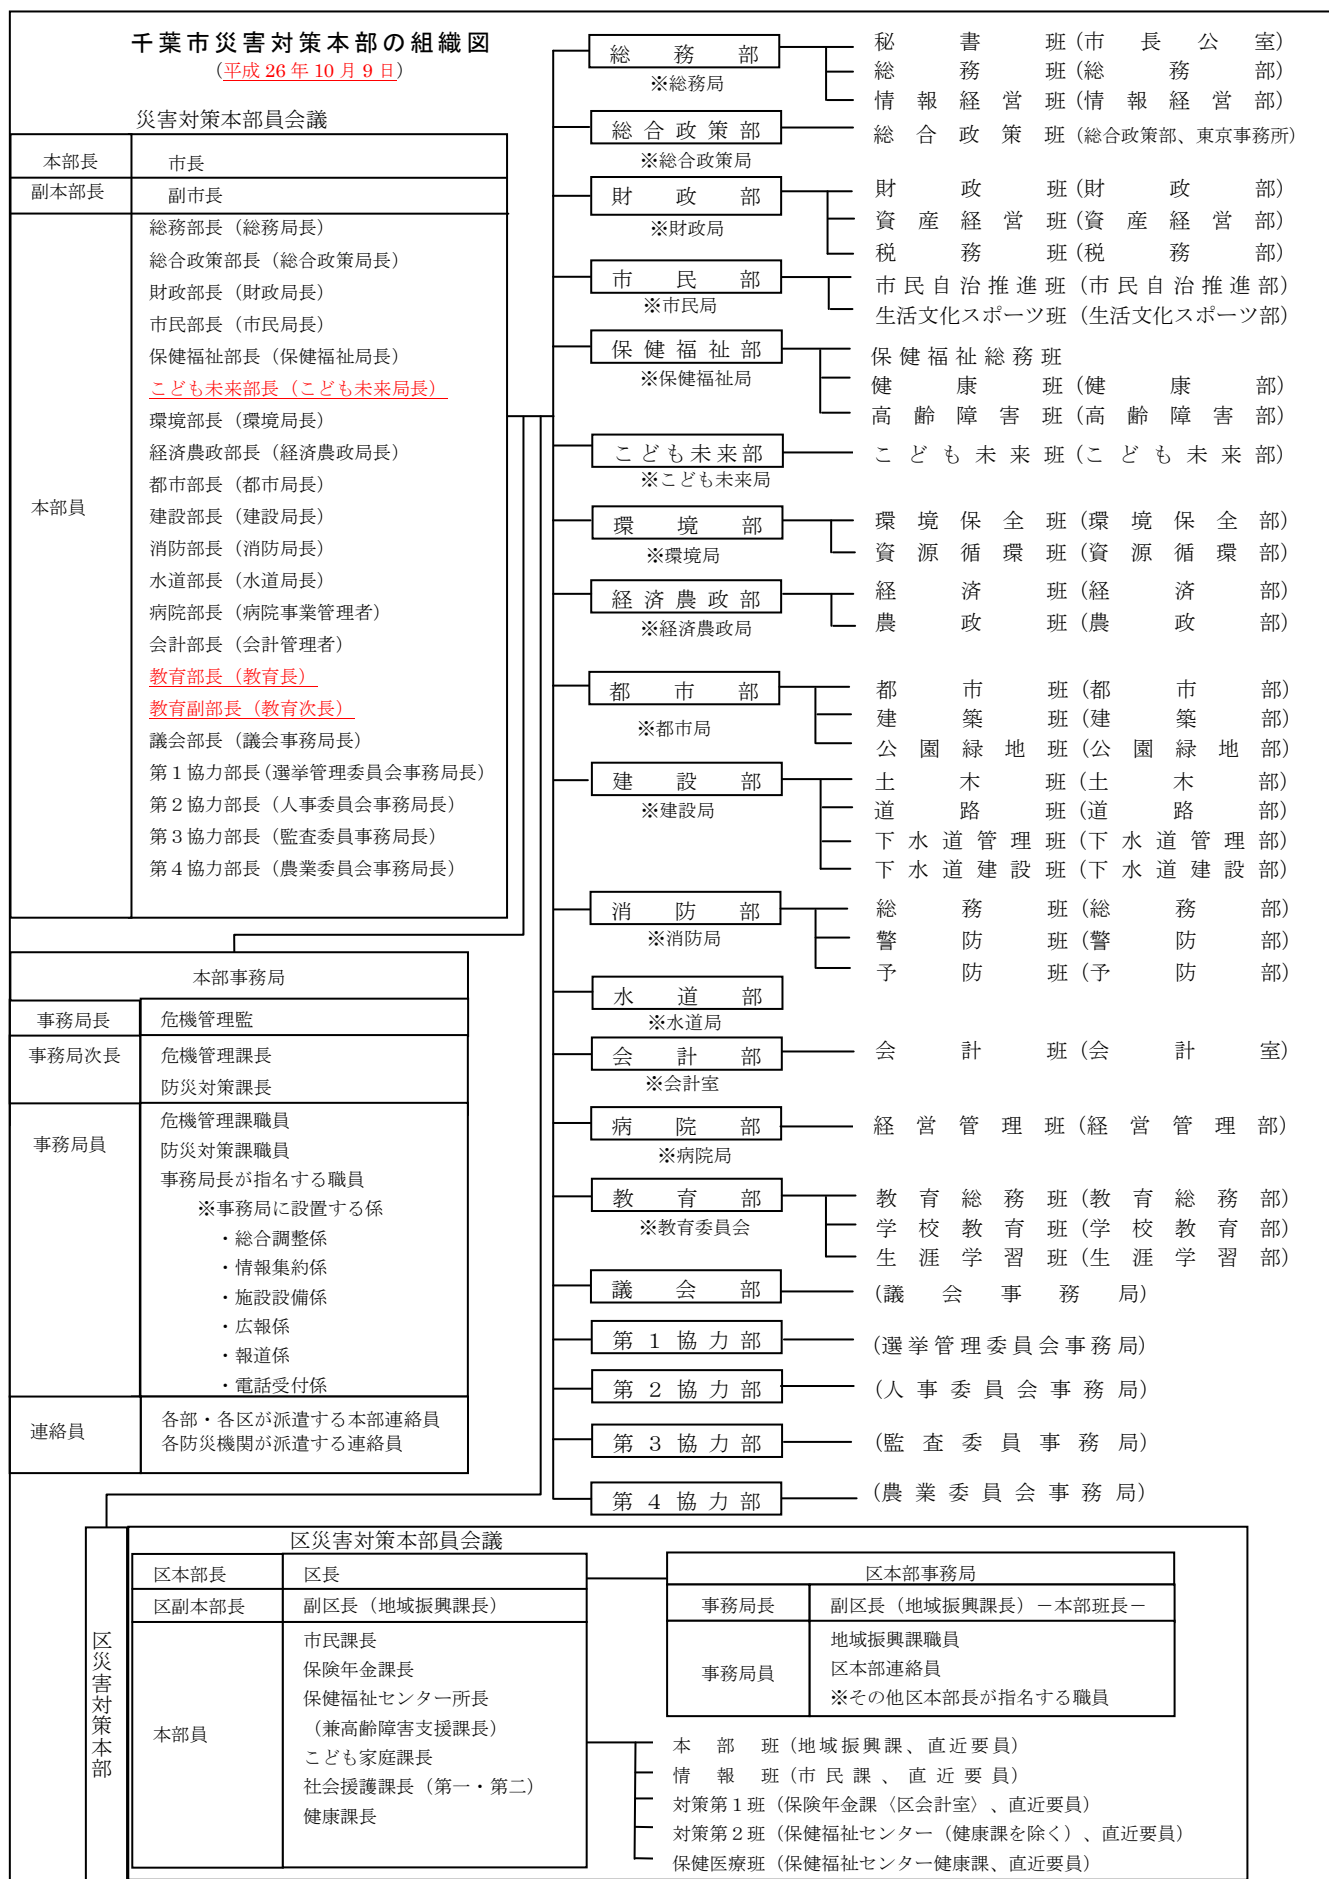 千葉市災害対策本部の組織図
(平成26年10月9日)
災害対策本部員会議
本部長 市長
副本部長 副市長
本部員
総務部長（総務局長）
総合政策部長（総合政策局長）
財政部長（財政局長）
市民部長（市民局長）
保健福祉部長（保健福祉局長）
こども未来部長（こども未来局長）
環境部長（環境局長）
経済農政部長（経済農政局長）
都市部長（都市局長）
建設部長（建設局長）
消防部長（消防局長）
水道部長（水道局長）
病院部長（病院事業管理者）
会計部長（会計管理者）
教育部長（教育長）
教育副部長（教育次長）
議会部長（議会事務局長）
第１協力部長（選挙管理委員会事務局長）
第２協力部長（人事委員会事務局長）
第３協力部長（監査委員事務局長）
第４協力部長（農業委員会事務局長）
本部事務局
事務局長 危機管理監
事務局次長 危機管理課長
防災対策課長
事務局員
危機管理課職員
防災対策課職員
事務局長が指名する職員
※事務局に設置する係
・総合調整係
・情報集約係
・施設設備係
・広報係
・報道係
・電話受付係
連絡員
各部・各区が派遣する本部連絡員
各防災機関が派遣する連絡員
総務部
※総務局
秘書班（市長公室）
総務班（総務部）
情報経営班（情報経営部）
総合政策部
※総合政策局
総合政策班（総合政策部、東京事務所）
財政部
※財政局
財政班（財政部）
資産経営班（資産経営部）
税務班（税務部）
市民部
※市民局
市民自治推進班（市民自治推進部）
生活文化スポーツ班（生活文化スポーツ部）
保健福祉部
※保健福祉局
保健福祉総務班
健康班（健康部）
高齢障害班（高齢障害部）
こども未来部
※こども未来局
こども未来班（こども未来部）
環境部
※環境局
環境保全班（環境保全部）
資源循環班（資源循環部）
経済農政部
※経済農政局
経済班（経済部）
農政班（農政部）
都市部
※都市局
都市班（都市部）
建築班（建築部）
公園緑地班（公園緑地部）
建設部
※建設局
土木班（土木部）
道路班（道路部）
下水道管理班（下水道管理部）
下水道建設班（下水道建設部）
消防部
※消防局
総務班（総務部）
警防班（警防部）
予防班（予防部）
水道部
※水道局
会計部
※会計室
会計班（会計室）
病院部
※病院局
経営管理班（経営管理部）
教育部
※教育委員会
教育総務班（教育総務部）
学校教育班（学校教育部）
生涯学習班（生涯学習部）
議会部
（議会事務局）
第1協力部
（選挙管理委員会事務局）
第2協力部
（人事委員会事務局）
第3協力部
（監査委員事務局）
第4協力部
（農業委員会事務局）
区災害対策本部
区災害対策本部員会議
区本部長 区長
区副本部長 副区長（地域振興課長）
本部員
市民課長
保険年金課長
保健福祉センター所長
（兼高齢障害支援課長）
こども家庭課長
社会援護課長（第一・第二）
健康課長
区本部事務局
事務局長 副区長（地域振興課長）－本部班長－
事務局員
地域振興課職員
区本部連絡員
※その他区本部長が指名する職員
本部班（地域振興課、直近要員）
情報班（市民課、直近要員）
対策第１班（保険年金課〈区会計室〉、直近要員）
対策第２班（保健福祉センター（健康課を除く）、直近要員）
保健医療班（保健福祉センター健康課、直近要員）